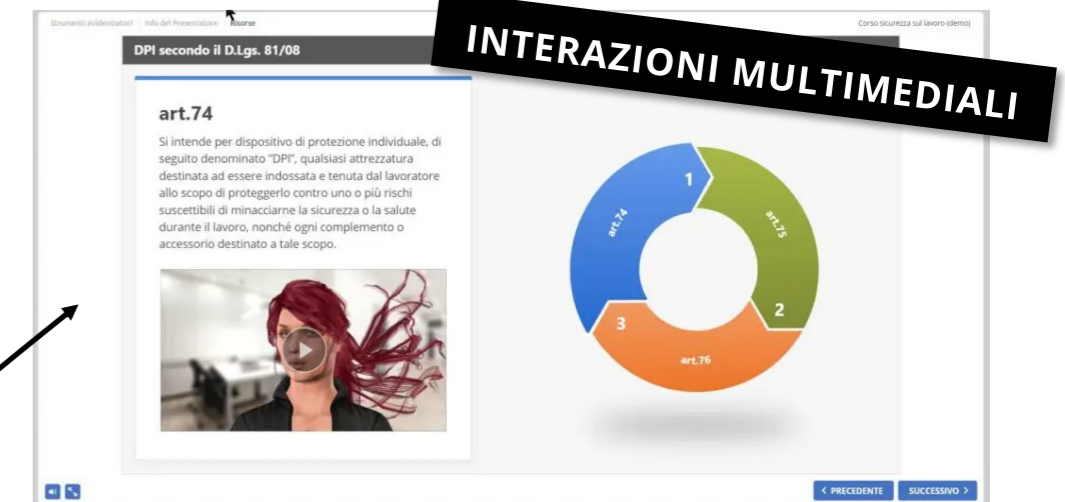 Strumenti evidenziatori Info del Presentatore Risorse
Corso sicurezza sul lavoro (demo)
DPI secondo il D.Lgs. 81/08
INTERAZIONI MULTIMEDIALI
art.74
Si intende per dispositivo di protezione individuale, di
seguito denominato "DPI", qualsiasi attrezzatura
destinata ad essere indossata e tenuta dal lavoratore
allo scopo di proteggerlo contro uno o più rischi
suscettibili di minacciarne la sicurezza o la salute
durante il lavoro, nonché ogni complemento o
accessorio destinato a tale scopo.
1
art.74
art.75
2
3
art.76
< PRECEDENTE
SUCCESSIVO >